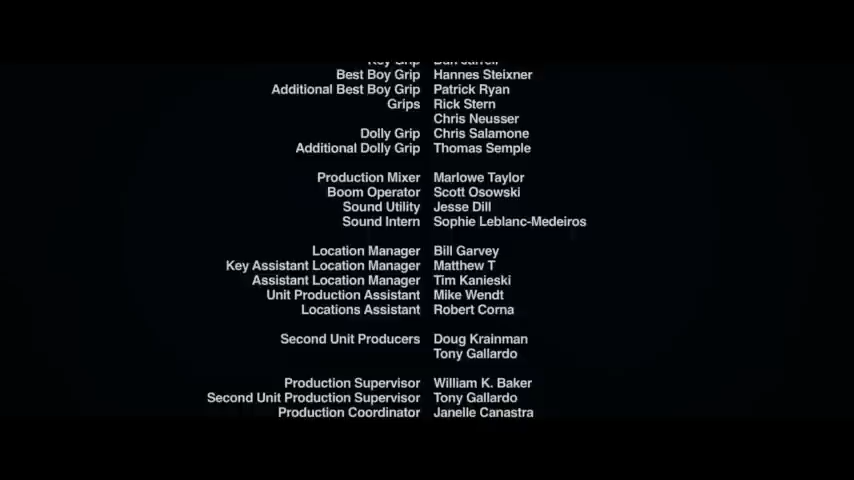 Best Boy Grip Hannes Steixner
Additional Best Boy Grip Patrick Ryan
Grips Rick Stern
Chris Neusser
Dolly Grip Chris Salamone
Additional Dolly Grip Thomas Semple
Production Mixer Marlowe Taylor
Boom Operator Scott Osowski
Sound Utility Jesse Dill
Sound Intern Sophie Leblanc-Medeiros
Location Manager Bill Garvey
Key Assistant Location Manager Matthew T
Assistant Location Manager Tim Kanieski
Unit Production Assistant Mike Wendt
Locations Assistant Robert Corna
Second Unit Producers Doug Krainman
Tony Gallardo
Production Supervisor William K. Baker
Second Unit Production Supervisor Tony Gallardo
Production Coordinator Janelle Canastra